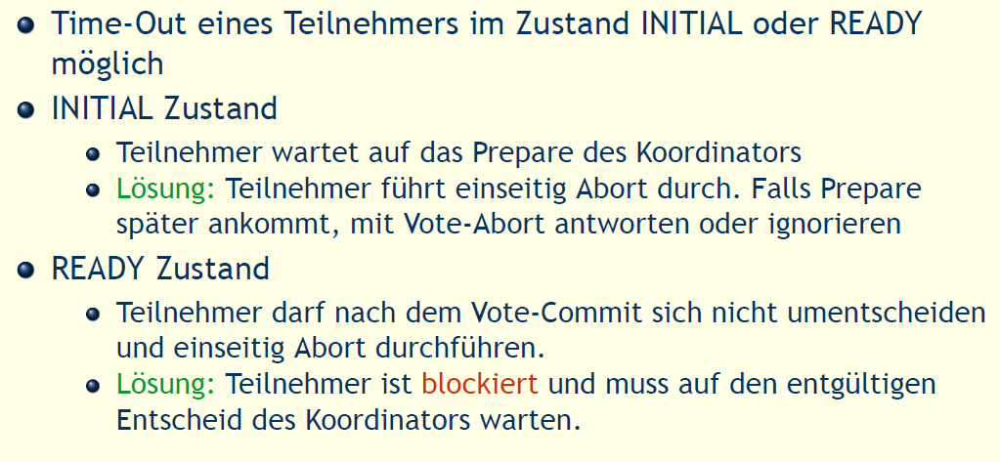 Time-Out eines Teilnehmers im Zustand INITIAL oder READY
möglich
INITIAL Zustand
Teilnehmer wartet auf das Prepare des Koordinators
Lösung: Teilnehmer führt einseitig Abort durch. Falls Prepare
später ankommt, mit Vote-Abort antworten oder ignorieren
READY Zustand
Teilnehmer darf nach dem Vote-Commit sich nicht umentscheiden
und einseitig Abort durchführen.
Lösung: Teilnehmer ist blockiert und muss auf den entgültigen
Entscheid des Koordinators warten.